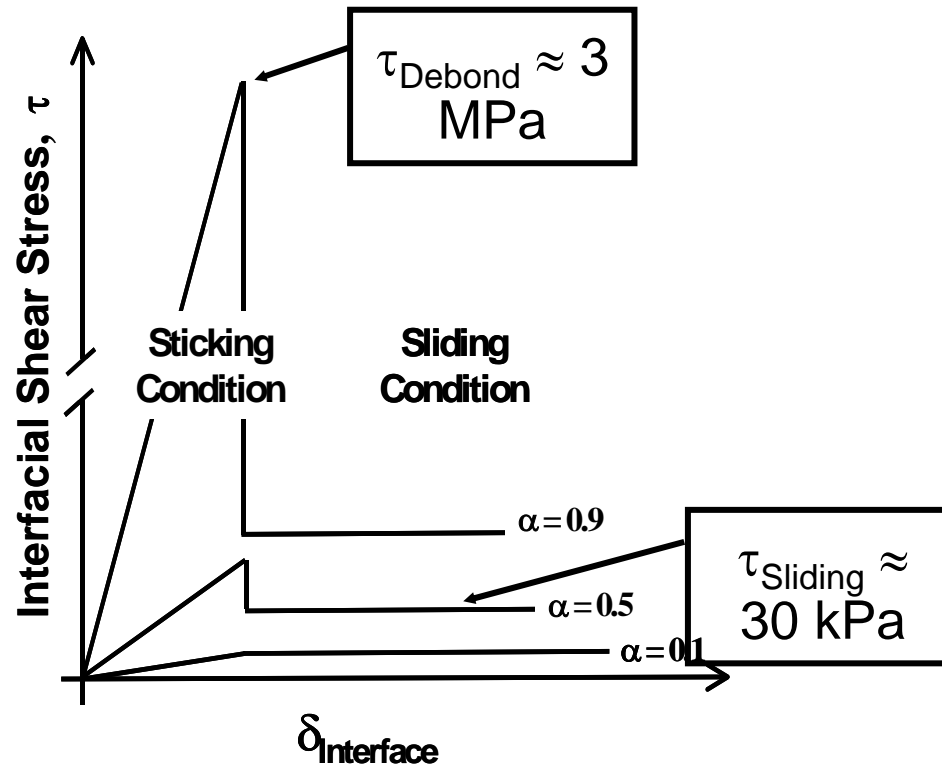 τDebond ≈ 3
MPa
Interfacial Shear Stress, τ
Sticking
Condition
Sliding
Condition
α = 0.9
τSliding ≈
30 kPa
α = 0.5
α = 0.1
δInterface